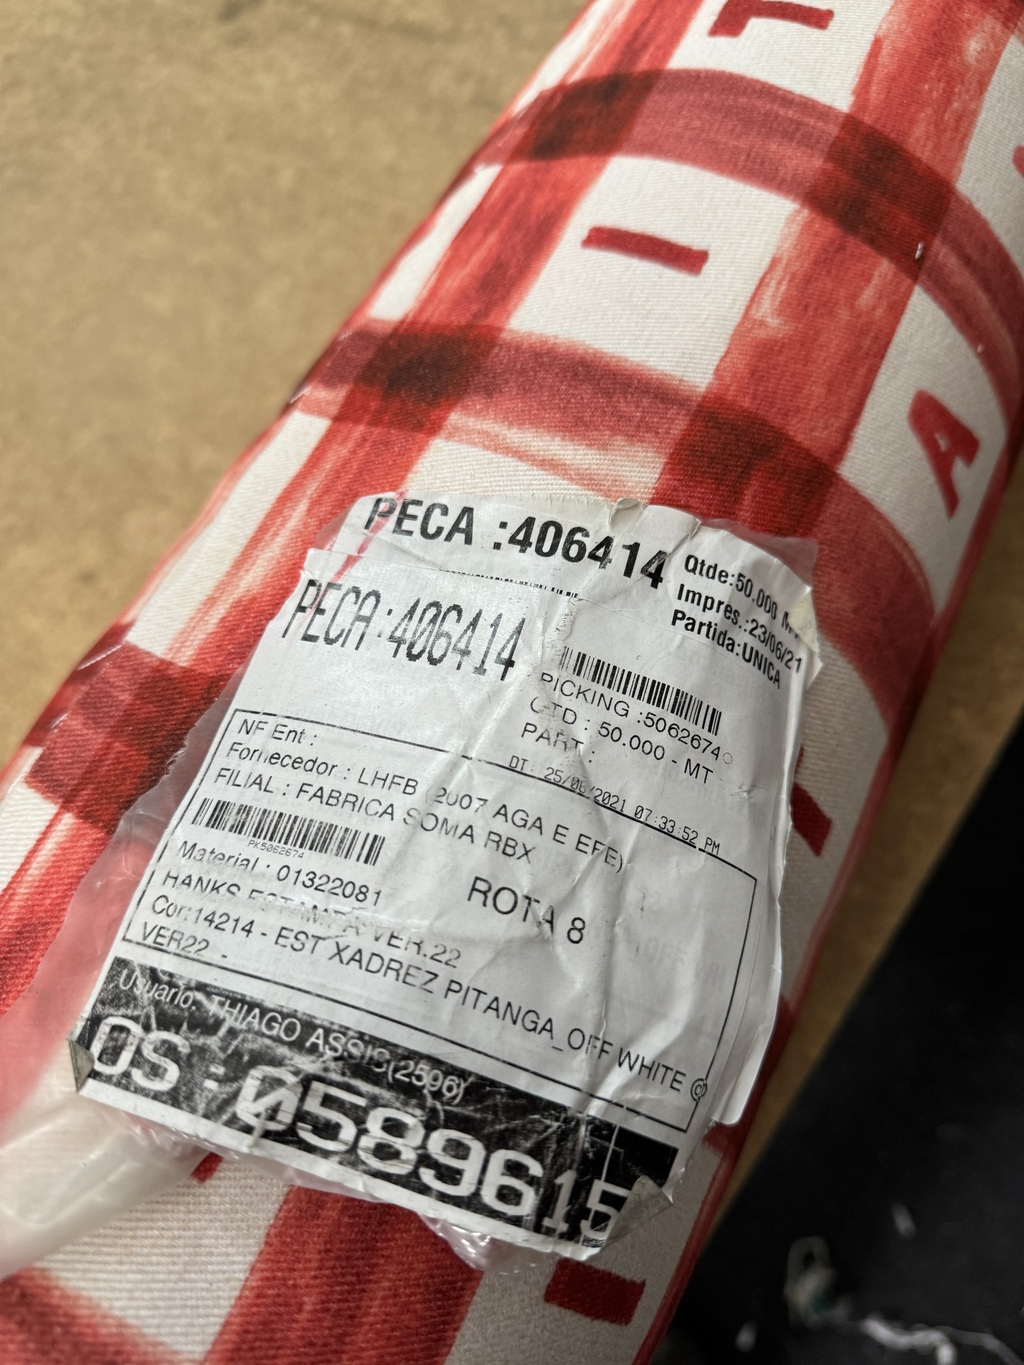 PECA :406414
Qtde:50.000
Impres.:23/06/21
Partida:UNICA
PECA:406414
PICKING :5062674
QTD : 50.000 - MT
PART :
DT: 25/06/2021 07:33:52 PM
NF Ent :
Fornecedor : LHFB (2007 AGA E EFE)
FILIAL : FABRICA SOMA RBX
PK5062674
Material : 01322081
ROTA 8
HANKS ESTAMPA VER.22
Cor:14214 - EST XADREZ PITANGA_OFF WHITE @
VER22 -
Usuario: THIAGO ASSIS(2596)
OS : 0589615
A